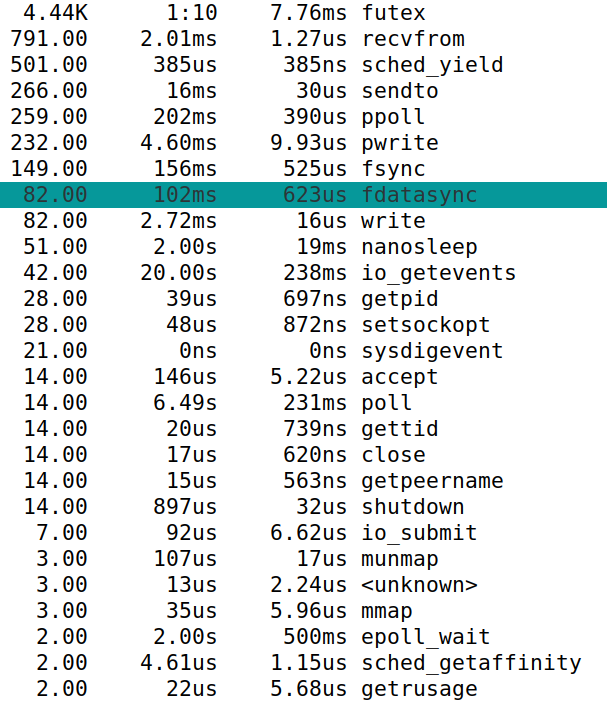 4.44K 1:10 7.76ms futex
791.00 2.01ms 1.27us recvfrom
501.00 385us 385ns sched_yield
266.00 16ms 30us sendto
259.00 202ms 390us ppoll
232.00 4.60ms 9.93us pwrite
149.00 156ms 525us fsync
82.00 102ms 623us fdatasync
82.00 2.72ms 16us write
51.00 2.00s 19ms nanosleep
42.00 20.00s 238ms io_getevents
28.00 39us 697ns getpid
28.00 48us 872ns setsockopt
21.00 0ns 0ns sysdigevent
14.00 146us 5.22us accept
14.00 6.49s 231ms poll
14.00 20us 739ns gettid
14.00 17us 620ns close
14.00 15us 563ns getpeername
14.00 897us 32us shutdown
7.00 92us 6.62us io_submit
3.00 107us 17us munmap
3.00 13us 2.24us <unknown>
3.00 35us 5.96us mmap
2.00 2.00s 500ms epoll_wait
2.00 4.61us 1.15us sched_getaffinity
2.00 22us 5.68us getrusage